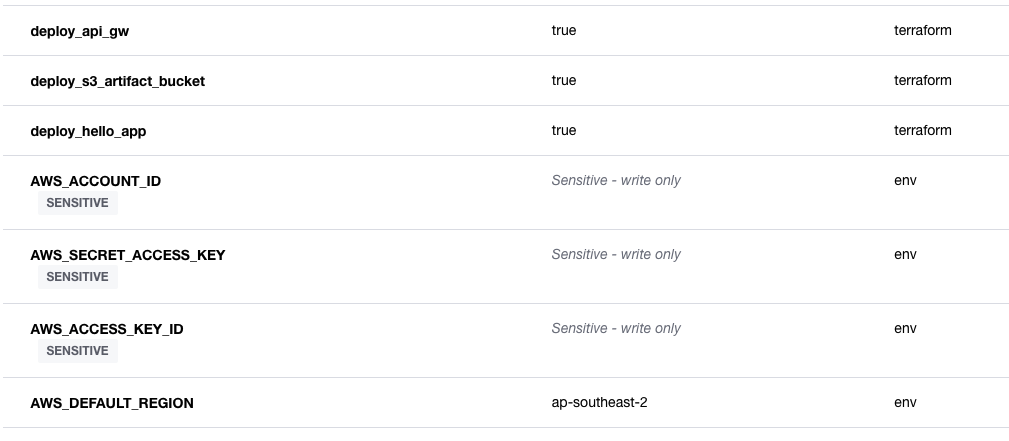 deploy_api_gw true terraform
deploy_s3_artifact_bucket true terraform
deploy_hello_app true terraform
AWS_ACCOUNT_ID Sensitive - write only env
SENSITIVE
AWS_SECRET_ACCESS_KEY Sensitive - write only env
SENSITIVE
AWS_ACCESS_KEY_ID Sensitive - write only env
SENSITIVE
AWS_DEFAULT_REGION ap-southeast-2 env